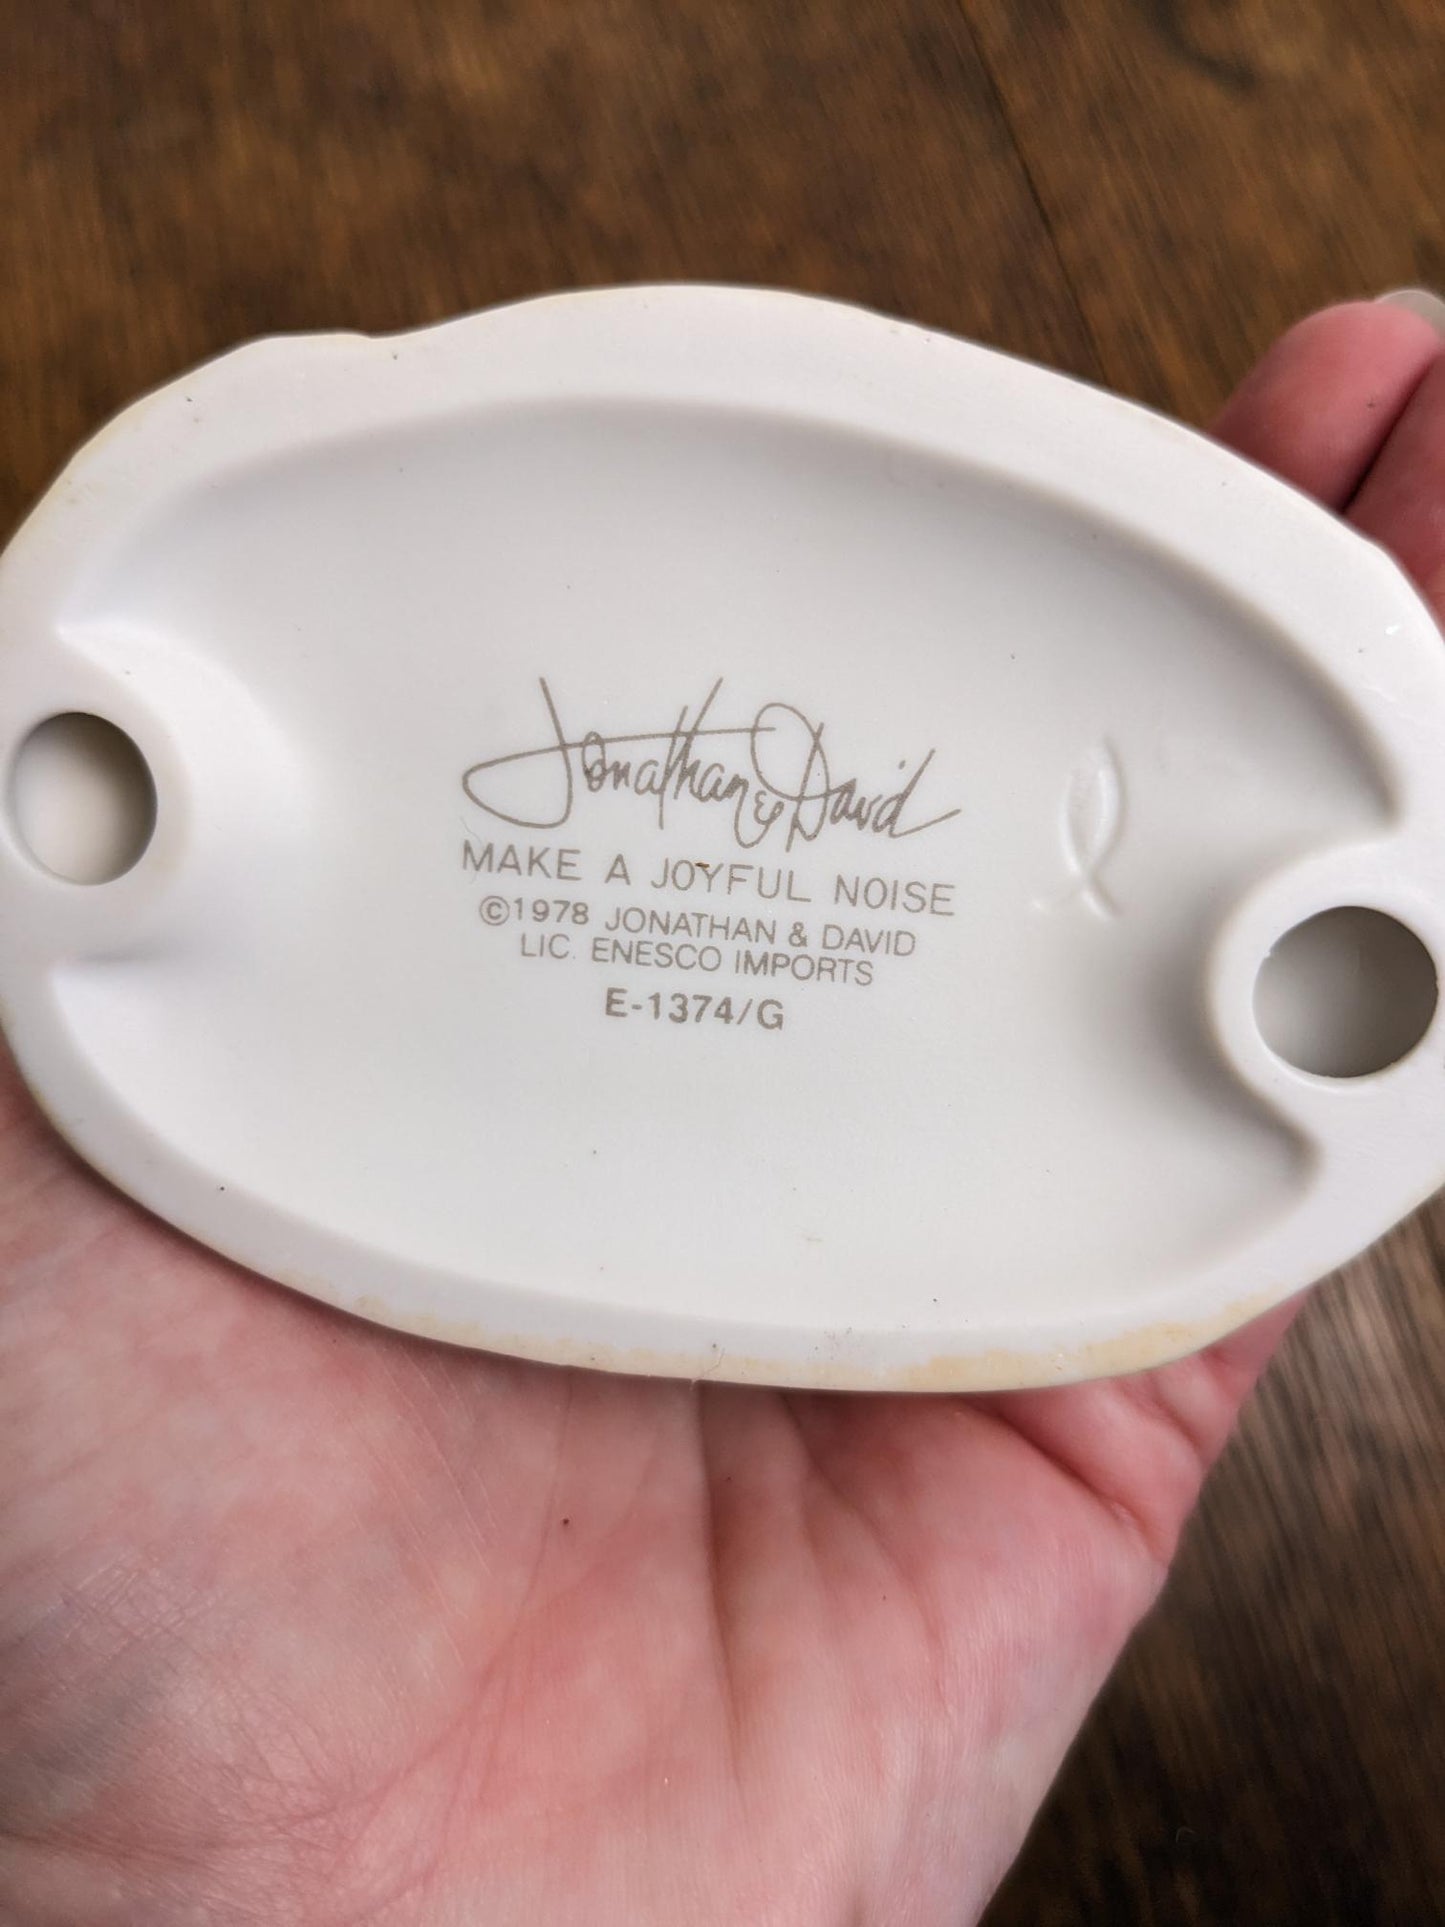 Jonathan & David
MAKE A JOYFUL NOISE
©1978 JONATHAN & DAVID
LIC. ENESCO IMPORTS
E-1374/G